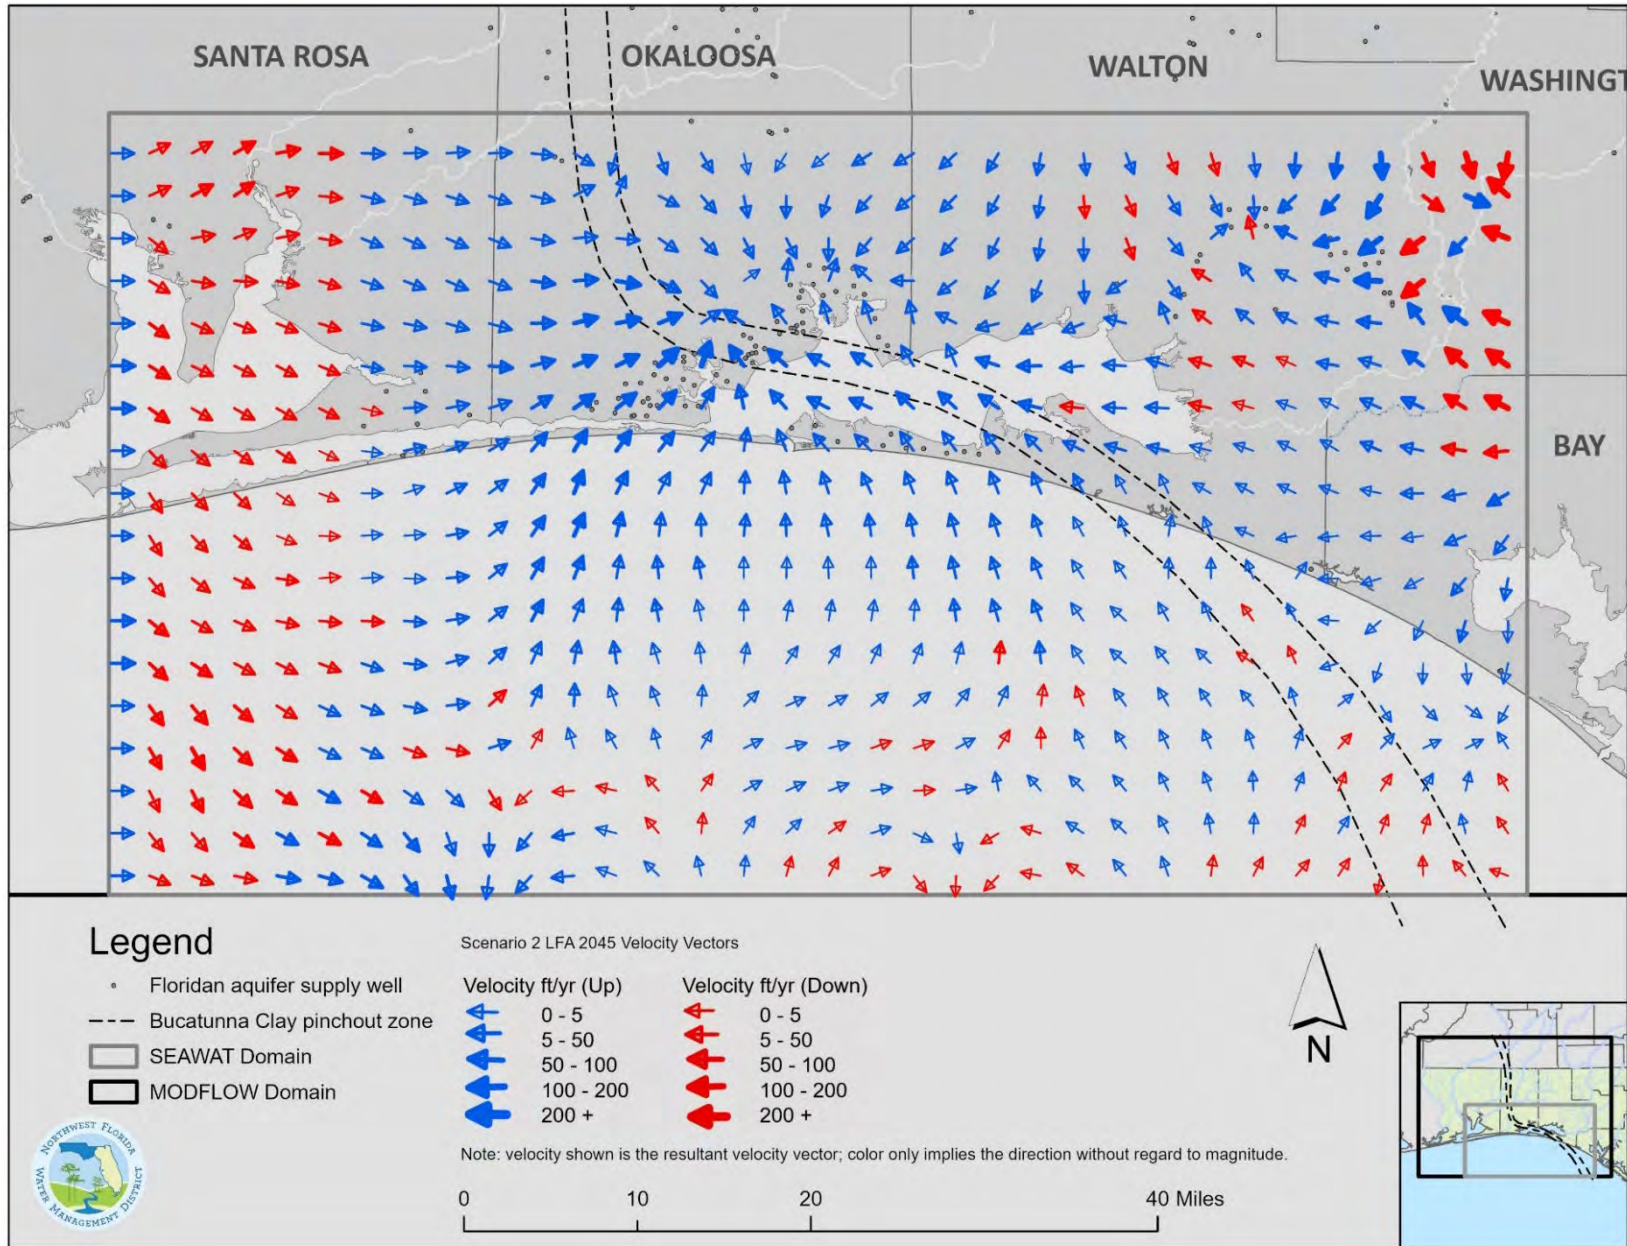 SANTA ROSA
OKALOOSA
WALTON
WASHINGT
BAY
Legend
Floridan aquifer supply well
Bucatunna Clay pinchout zone
SEAWAT Domain
MODFLOW Domain
Scenario 2 LFA 2045 Velocity Vectors
Velocity ft/yr (Up)
0 - 5
5 - 50
50 - 100
100 - 200
200 +
Velocity ft/yr (Down)
0 - 5
5 - 50
50 - 100
100 - 200
200 +
Note: velocity shown is the resultant velocity vector; color only implies the direction without regard to magnitude.
0 10 20 40 Miles
N
NORTHWEST FLORIDA
WATER MANAGEMENT DISTRICT